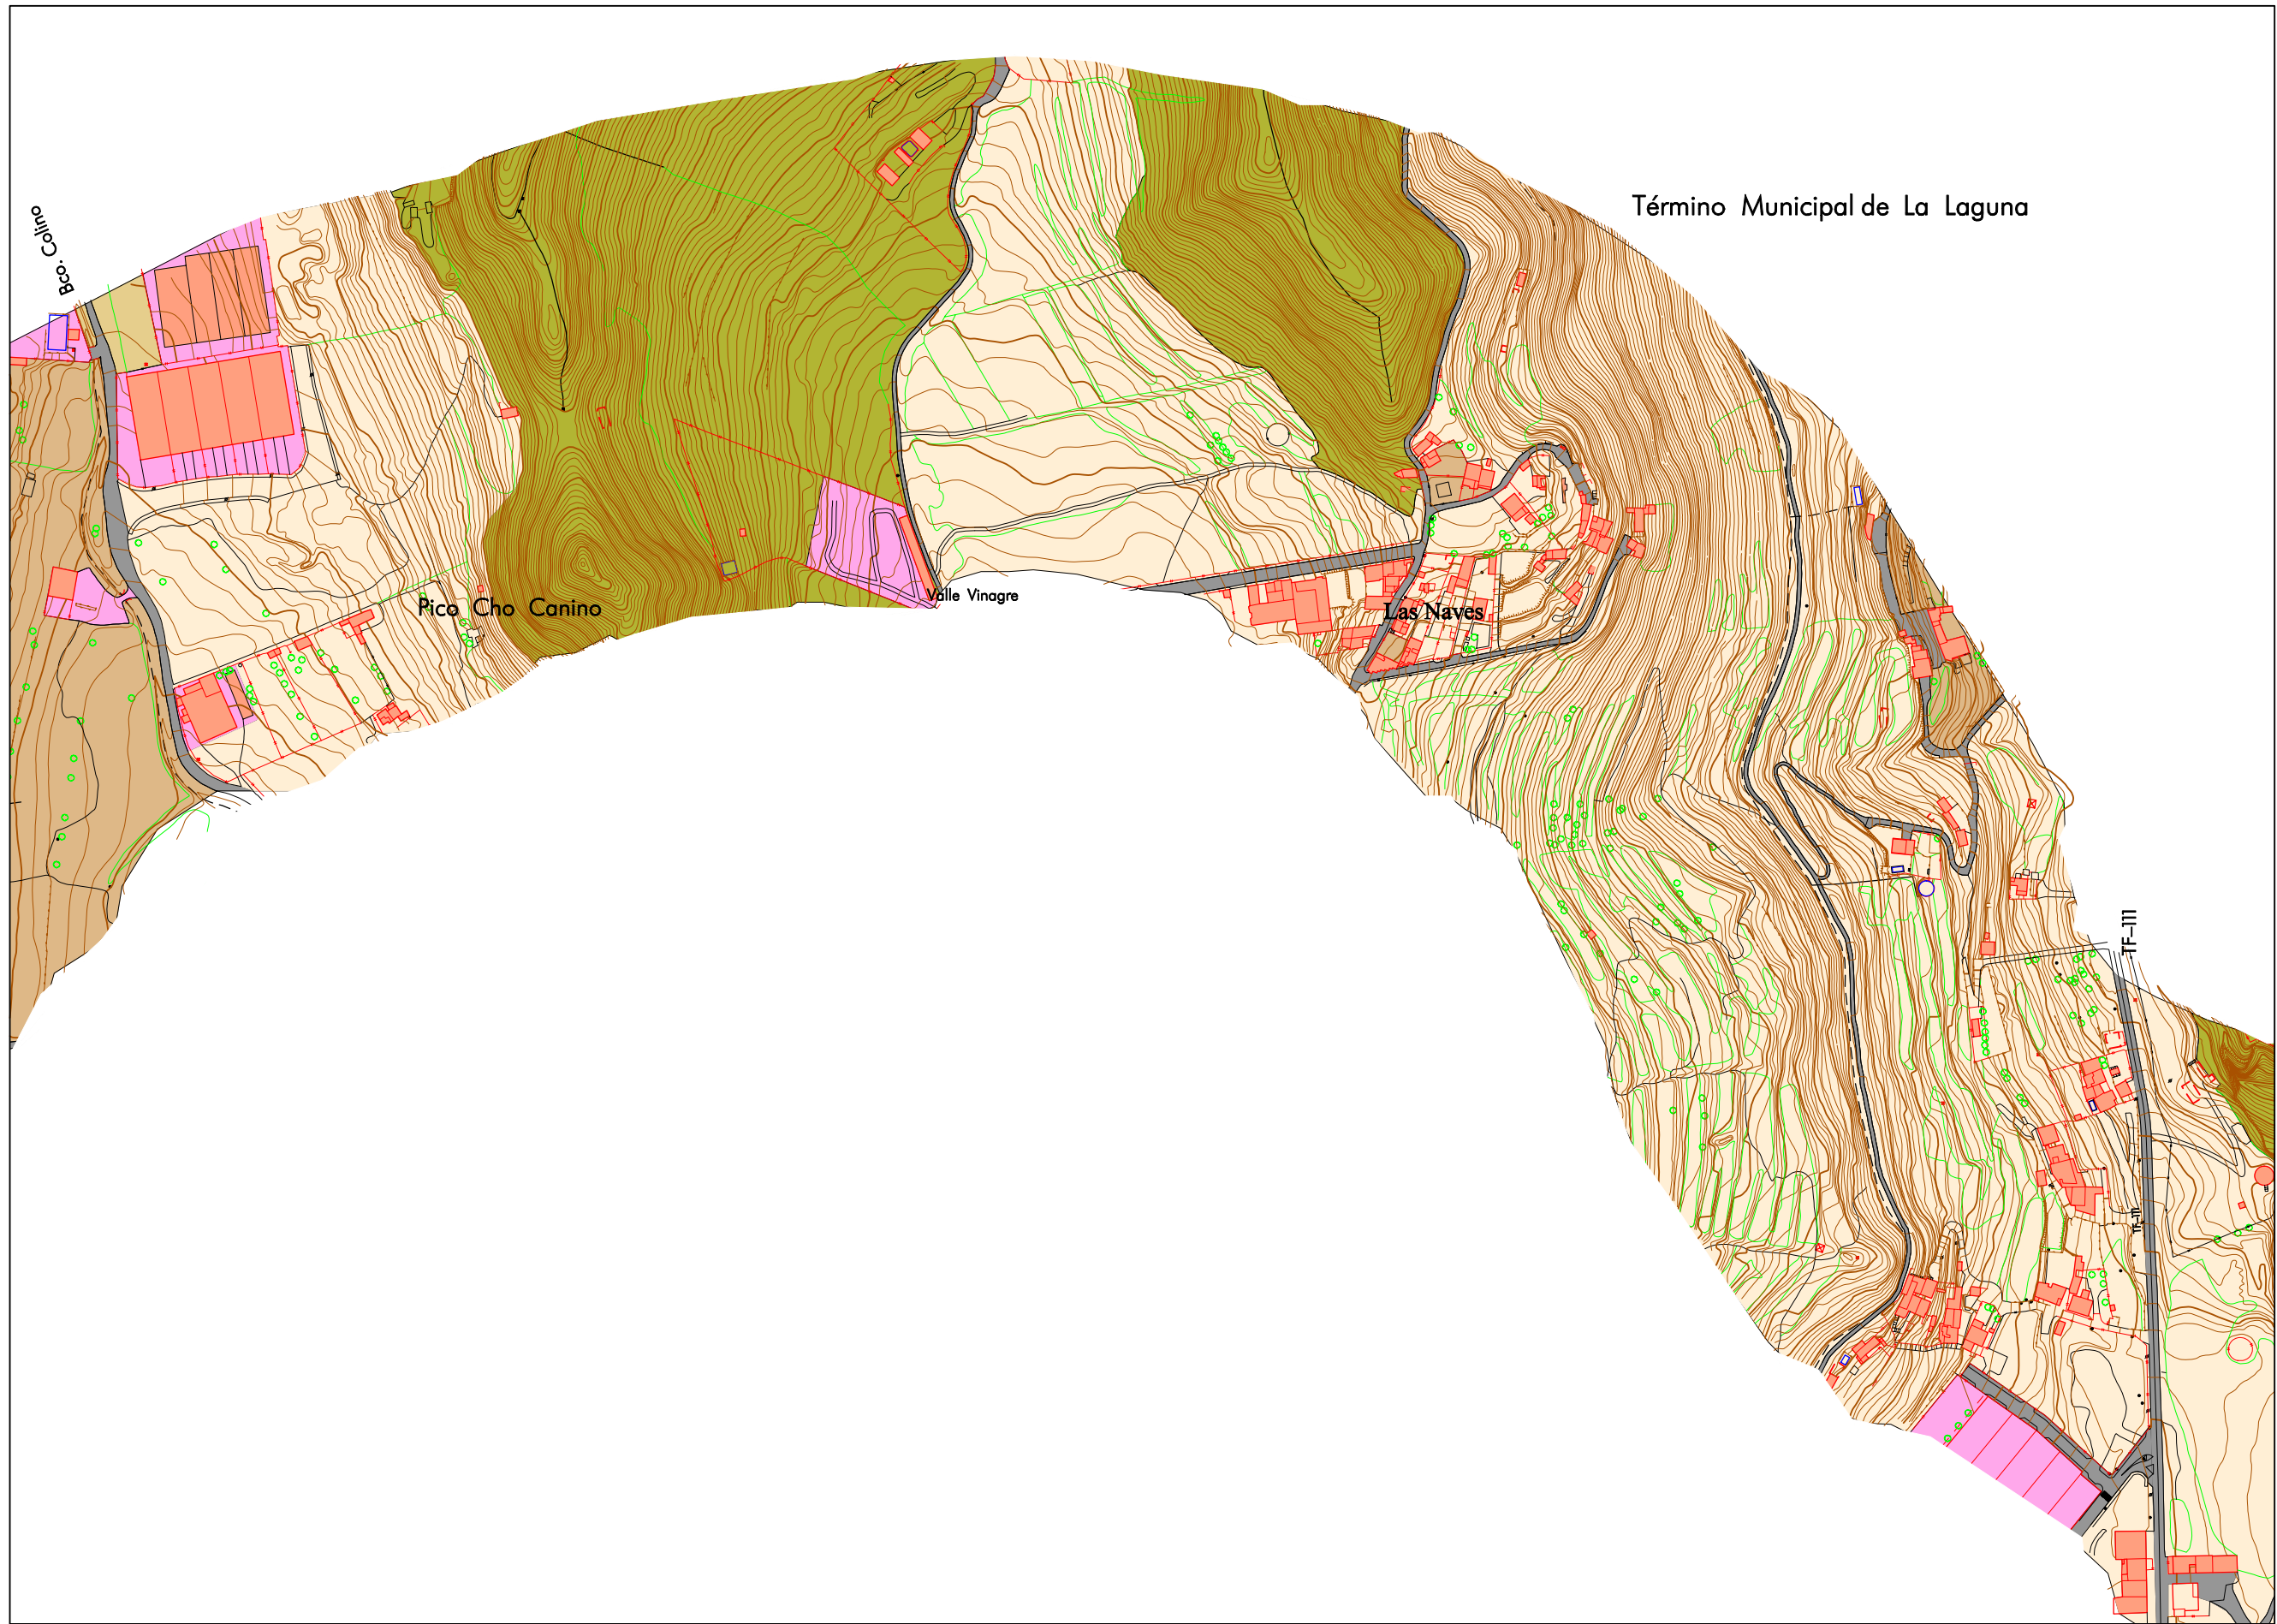 Término Municipal de La Laguna
Bco. Colino
Pico Cho Canino
Valle Vinagre
Las Naves
TF-111
TF-111